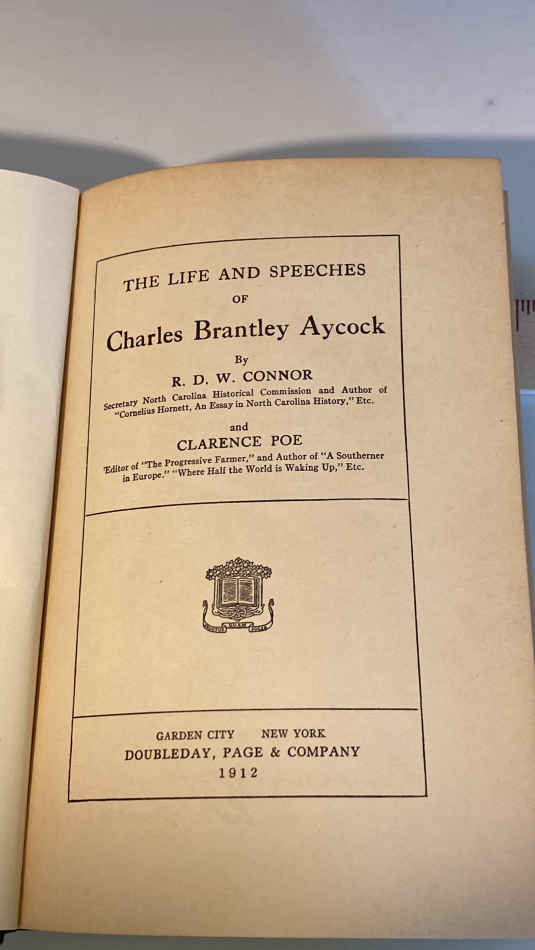 THE LIFE AND SPEECHES
OF
Charles Brantley Aycock
By
R. D. W. CONNOR
Secretary North Carolina Historical Commission and Author of
"Cornelius Hornett, An Essay in North Carolina History," Etc.
and
CLARENCE POE
Editor of "The Progressive Farmer," and Author of "A Southerner
in Europe." "Where Half the World is Waking Up," Etc.
GARDEN CITY NEW YORK
DOUBLEDAY, PAGE & COMPANY
1912